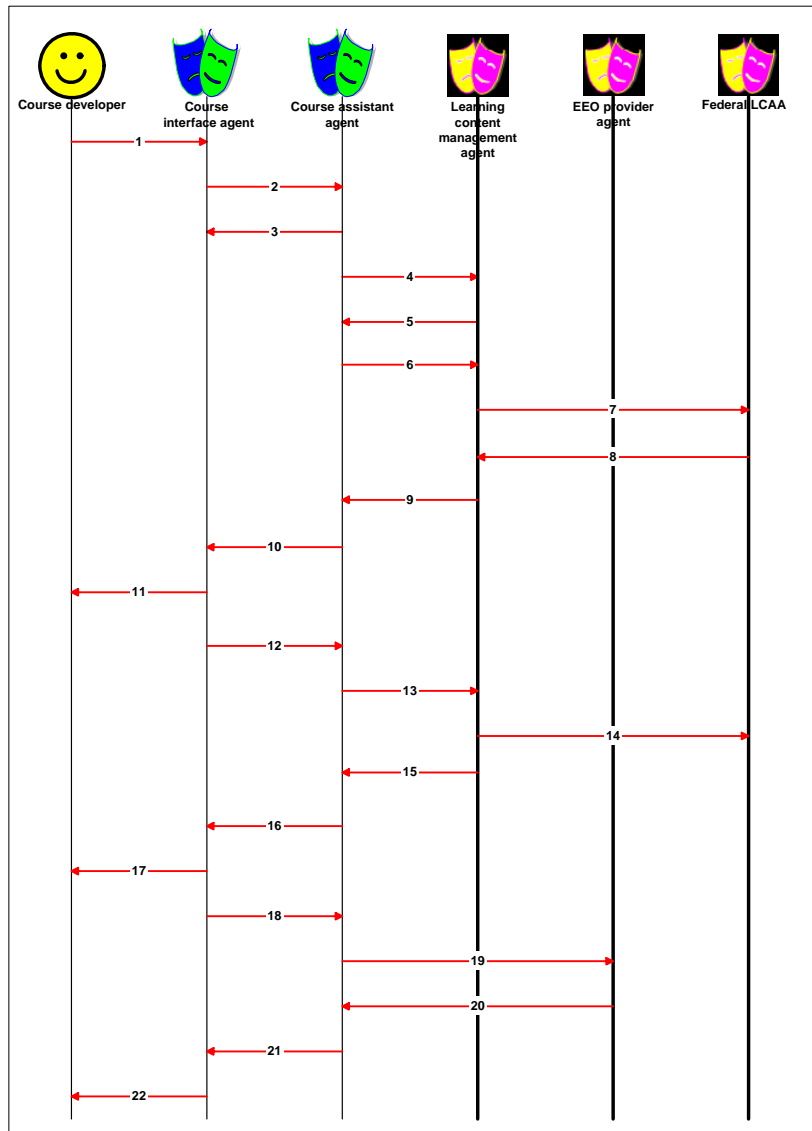 Course developer
Course
interface agent
Course assistant
agent
Learning
content
management
agent
EEO provider
agent
Federal LCAA
1
2
3
4
5
6
7
8
9
10
11
12
13
14
15
16
17
18
19
20
21
22